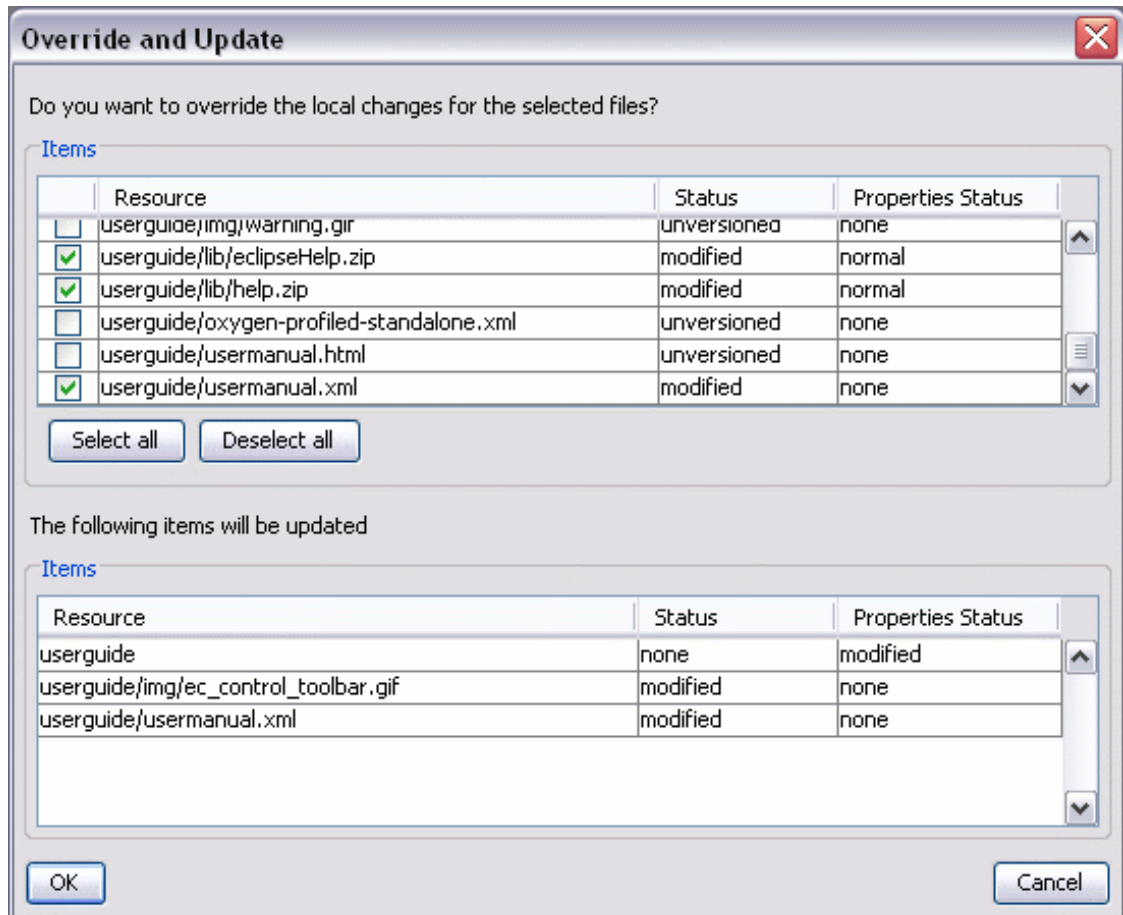 Override and Update
Do you want to override the local changes for the selected files?
Items
Resource Status Properties Status
userguide/img/warning.gif unversioned none
userguide/lib/eclipseHelp.zip modified normal
userguide/lib/help.zip modified normal
userguide/oxygen-profiled-standalone.xml unversioned none
userguide/usermanual.html unversioned none
userguide/usermanual.xml modified none
Select all Deselect all
The following items will be updated
Items
Resource Status Properties Status
userguide none modified
userguide/img/ec_control_toolbar.gif modified none
userguide/usermanual.xml modified none
OK Cancel